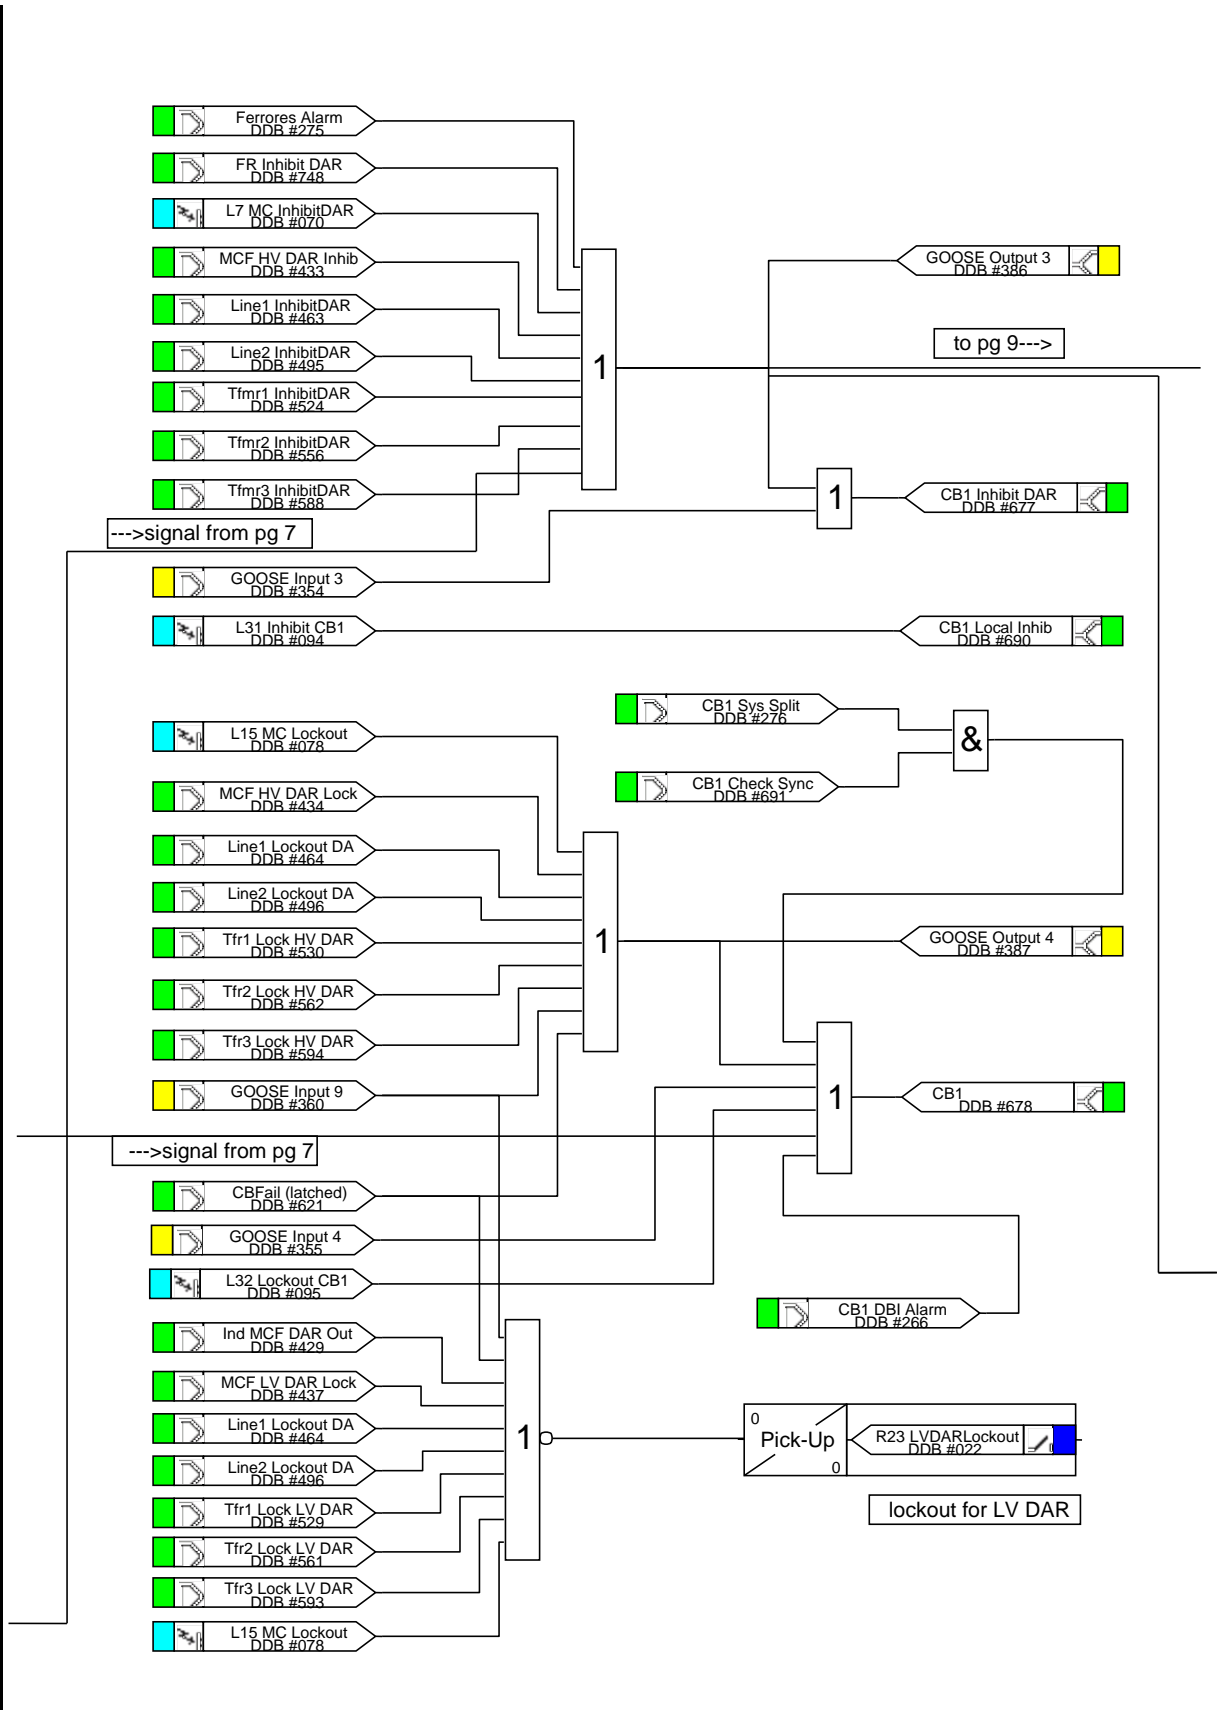 Ferrores Alarm
DDB #275
FR Inhibit DAR
DDB #748
L7 MC InhibitDAR
DDB #070
MCF HV DAR Inhib
DDB #433
Line1 InhibitDAR
DDB #463
Line2 InhibitDAR
DDB #495
Tfmr1 InhibitDAR
DDB #524
Tfmr2 InhibitDAR
DDB #556
Tfmr3 InhibitDAR
DDB #588
--->signal from pg 7
1
GOOSE Output 3
DDB #386
to pg 9--->
1
CB1 Inhibit DAR
DDB #677
GOOSE Input 3
DDB #354
L31 Inhibit CB1
DDB #094
CB1 Local Inhib
DDB #690
CB1 Sys Split
DDB #276
CB1 Check Sync
DDB #691
&
L15 MC Lockout
DDB #078
MCF HV DAR Lock
DDB #434
Line1 Lockout DA
DDB #464
Line2 Lockout DA
DDB #496
Tfr1 Lock HV DAR
DDB #530
Tfr2 Lock HV DAR
DDB #562
Tfr3 Lock HV DAR
DDB #594
GOOSE Input 9
DDB #360
1
GOOSE Output 4
DDB #387
1
CB1
DDB #678
--->signal from pg 7
CBFail (latched)
DDB #621
GOOSE Input 4
DDB #355
L32 Lockout CB1
DDB #095
CB1 DBI Alarm
DDB #266
Ind MCF DAR Out
DDB #429
MCF LV DAR Lock
DDB #437
Line1 Lockout DA
DDB #464
Line2 Lockout DA
DDB #496
Tfr1 Lock LV DAR
DDB #529
Tfr2 Lock LV DAR
DDB #561
Tfr3 Lock LV DAR
DDB #593
L15 MC Lockout
DDB #078
1
0
Pick-Up
0
R23 LVDARLockout
DDB #022
lockout for LV DAR